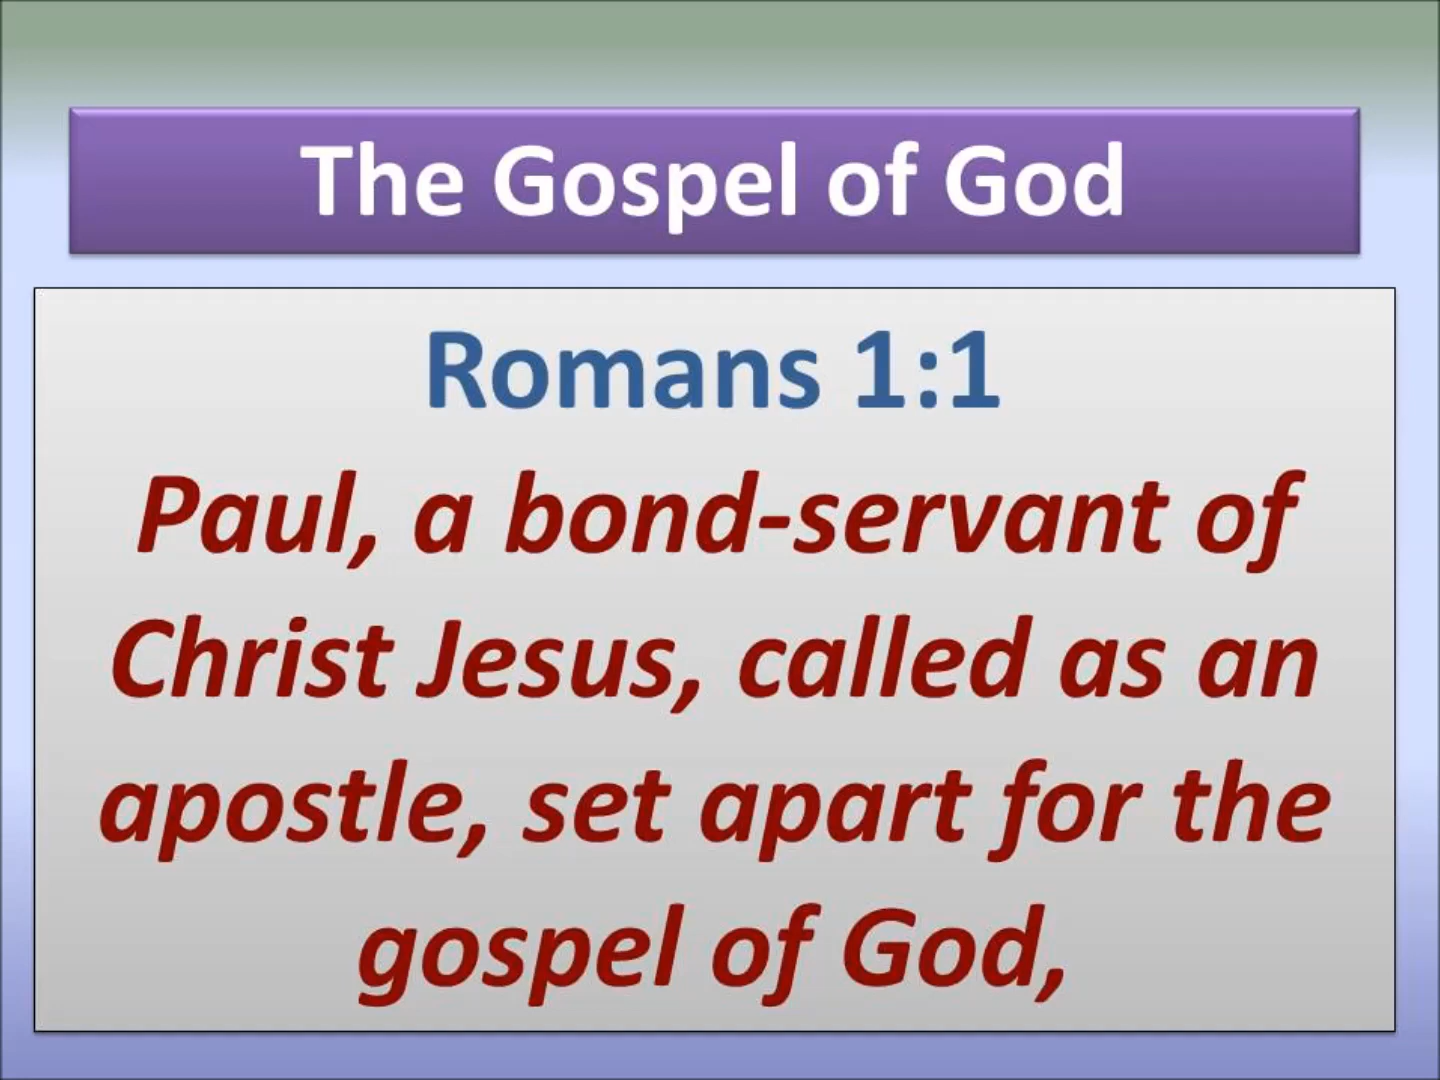 The Gospel of God
Romans 1:1
Paul, a bond-servant of
Christ Jesus, called as an
apostle, set apart for the
gospel of God,